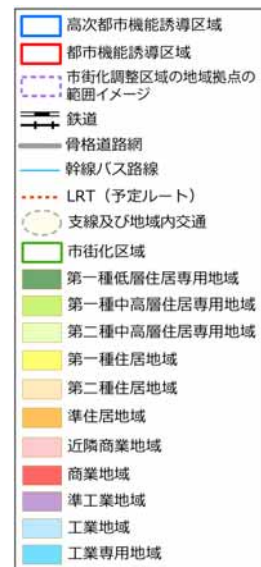 高次都市機能誘導区域
都市機能誘導区域
市街化調整区域の地域拠点の
範囲イメージ
鉄道
骨格道路網
幹線バス路線
LRT（予定ルート）
支線及び地域内交通
市街化区域
第一種低層住居専用地域
第一種中高層住居専用地域
第二種中高層住居専用地域
第一種住居地域
第二種住居地域
準住居地域
近隣商業地域
商業地域
準工業地域
工業地域
工業専用地域